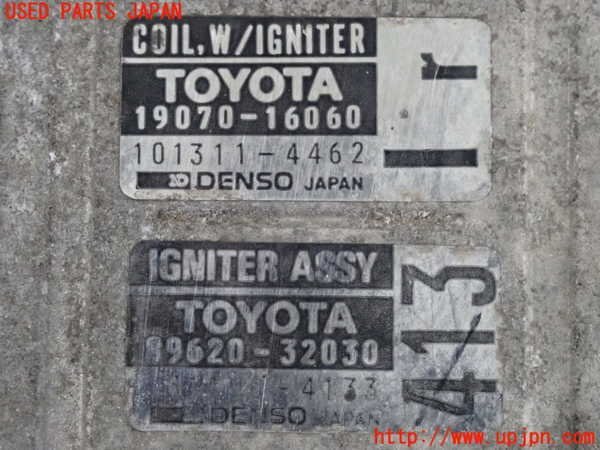 USED PARTS JAPAN
COIL, W/IGNITER
TOYOTA
19070-16060
101311-4462
DENSO JAPAN
IGNITER ASSY
TOYOTA
89620-32030
-4133
DENSO JAPAN
413
http://www.upjpn.com/